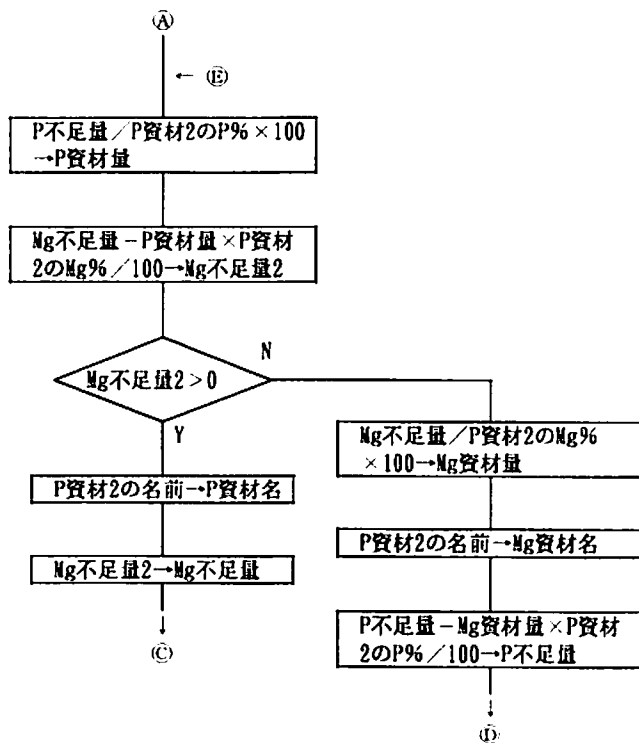 Ⓐ
← Ⓔ
P不足量/P資材2のP%×100
→P資材量
Mg不足量-P資材量×P資材
2のMg%/100→Mg不足量2
Mg不足量2>0
N
Y
P資材2の名前→P資材名
Mg不足量2→Mg不足量
Ⓒ
Mg不足量/P資材2のMg%
×100→Mg資材量
P資材2の名前→Mg資材名
P不足量-Mg資材量×P資材
2のP%/100→P不足量
Ⓓ